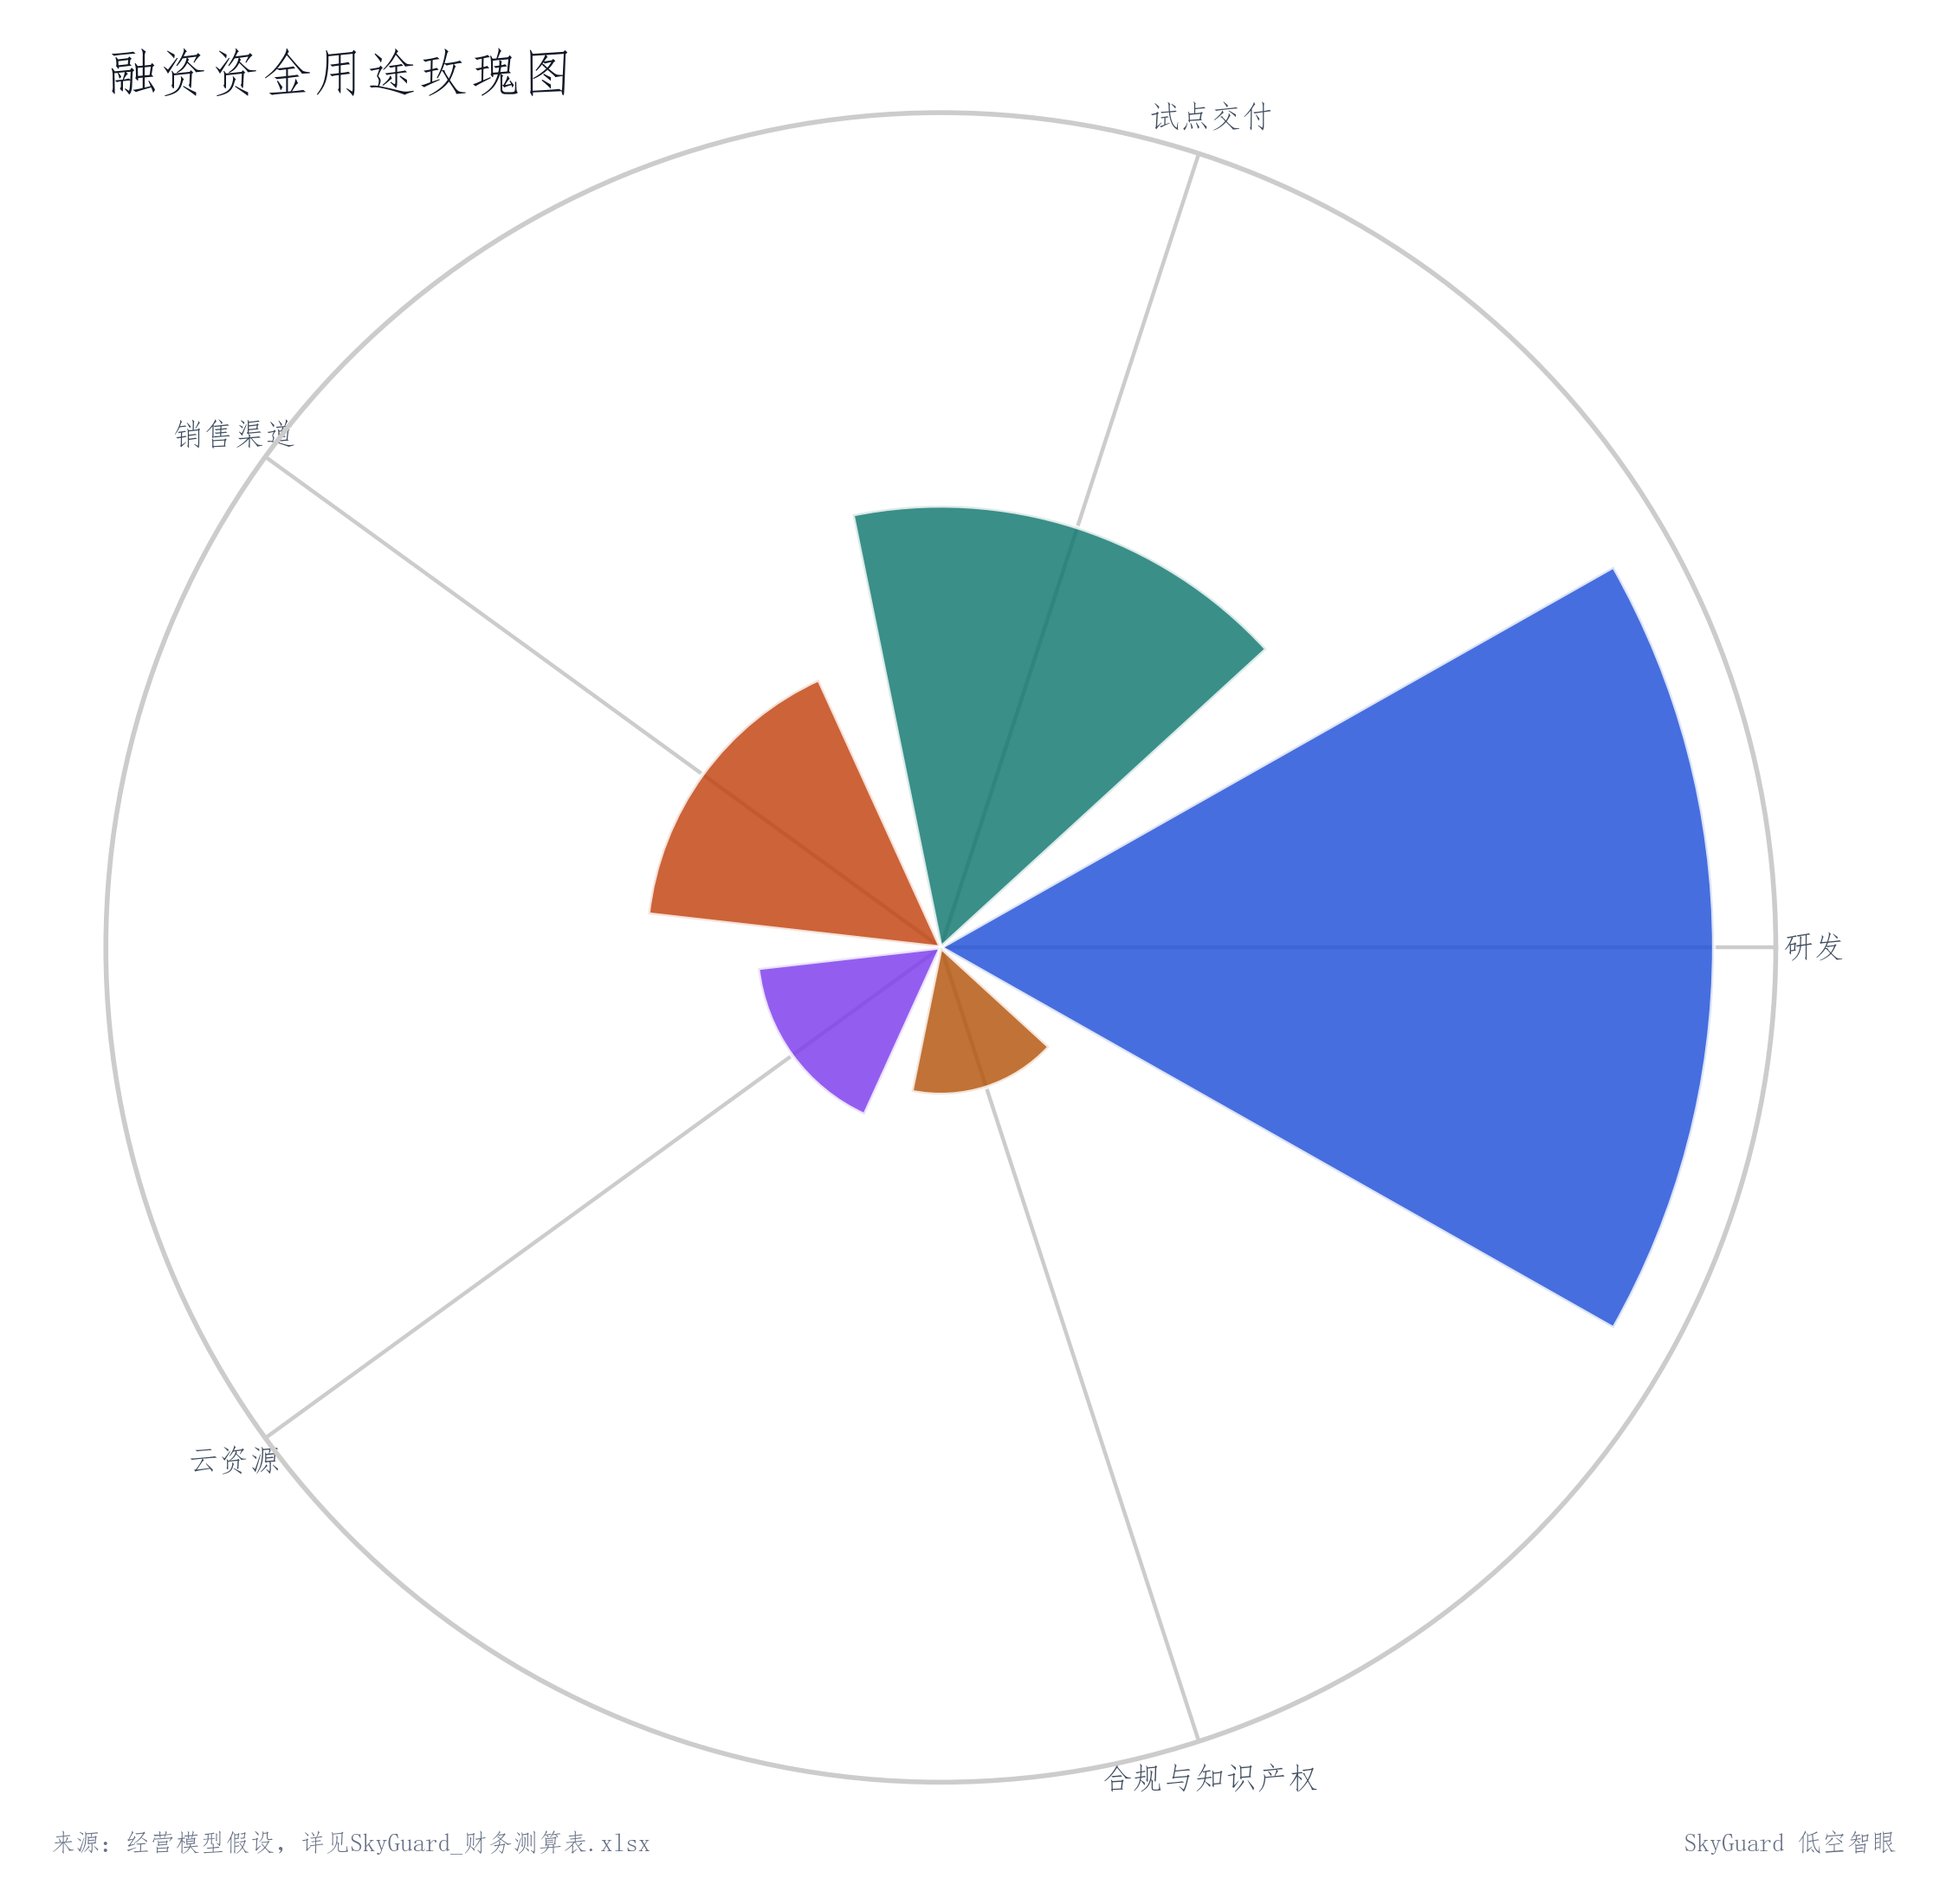 融资资金用途玫瑰图
试点交付
销售渠道
研发
云资源
合规与知识产权
来源：经营模型假设，详见SkyGuard_财务测算表.xlsx
SkyGuard 低空智眼